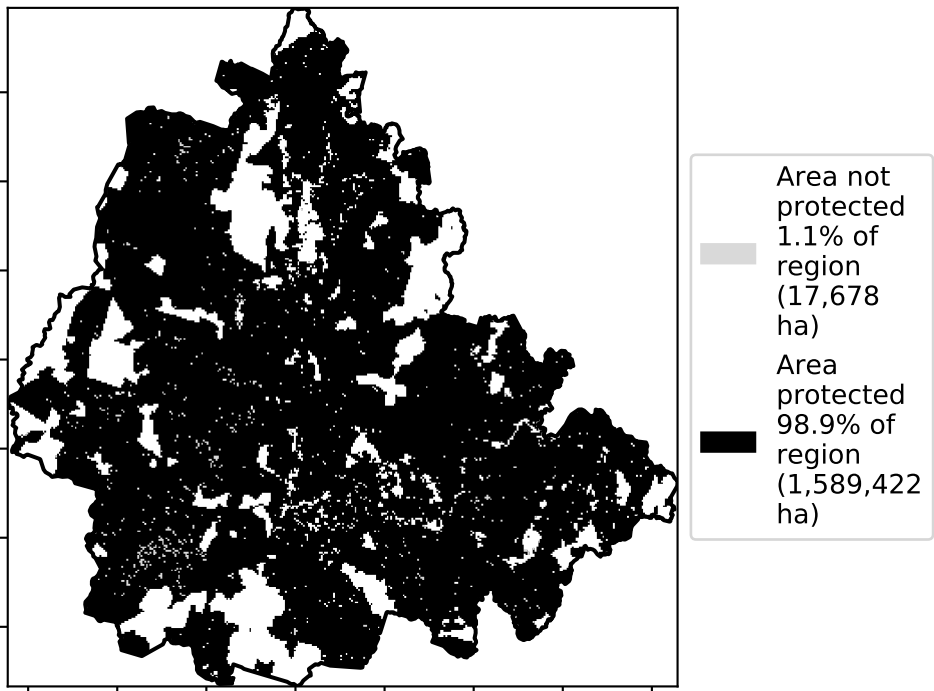 Area not
protected
1.1% of
region
(17,678
ha)
Area
protected
98.9% of
region
(1,589,422
ha)